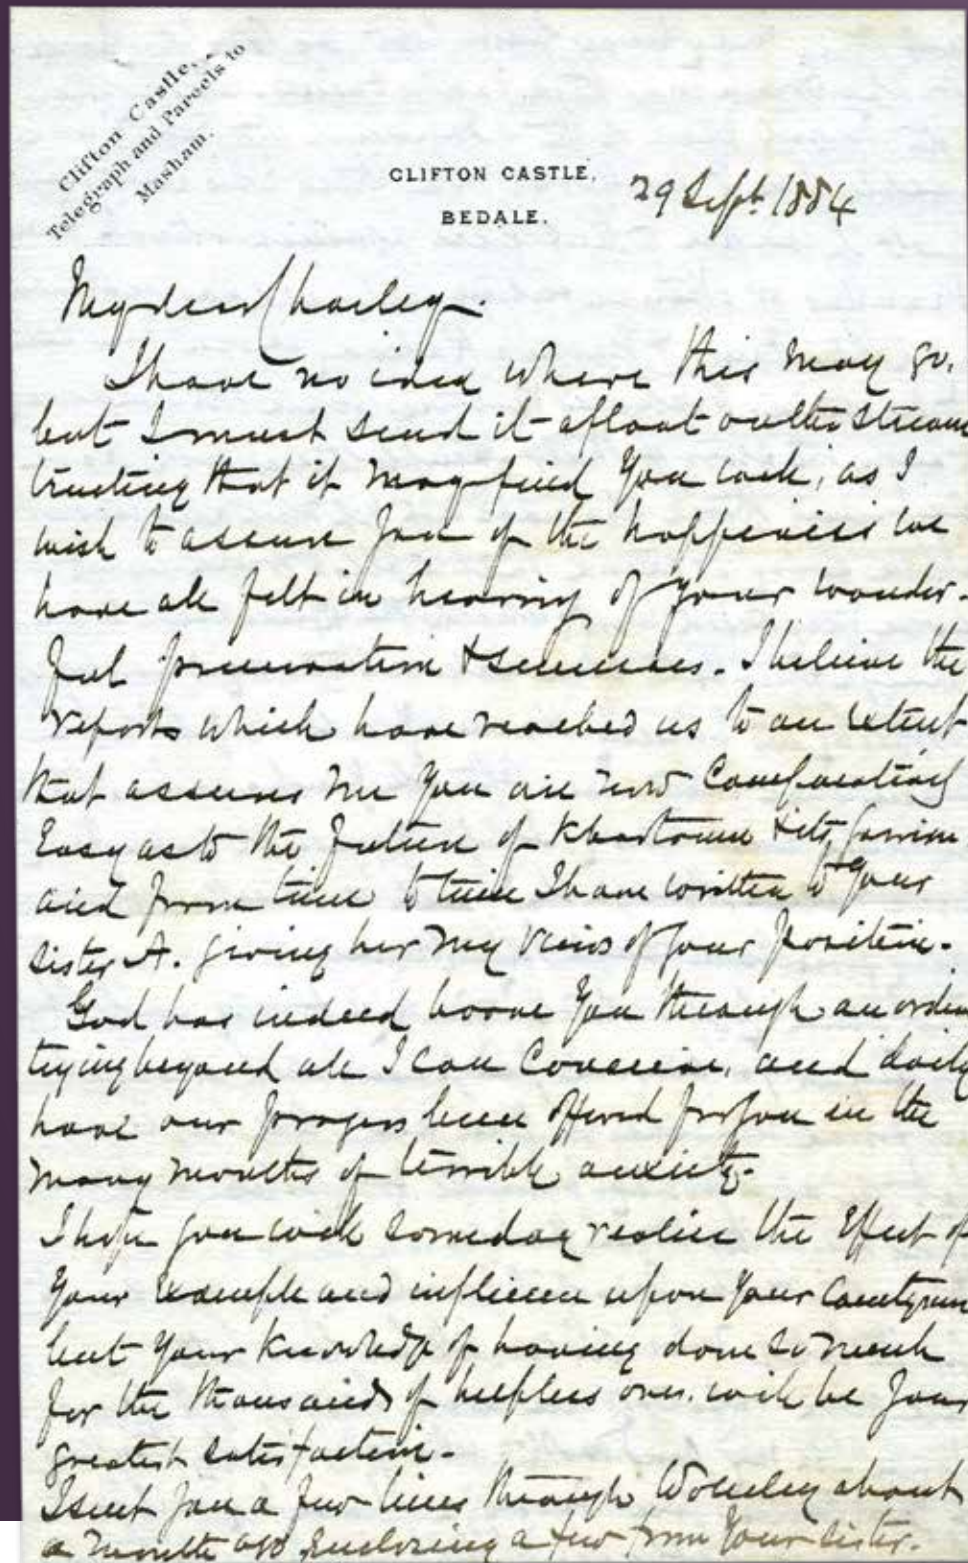 Clifton Castle,
Telegraph and Parcels to
Masham.
CLIFTON CASTLE,
BEDALE.
29 Sept. 1884
My dear Charley.
I have no idea where this may go,
but I must send it afloat on the stream
trusting that it may find you well, as I
wish to assure you of the happiness we
have all felt in hearing of your wonder-
ful preservation & successes. I believe the
reports which have reached us to an extent
that assures me you are now comparatively
Easy as to the future of Khartoum & its garrison
and from time to time I have written to your
sister A. giving her my views of your position.
God has indeed borne you through an ordeal
trying beyond all I can conceive, and daily
have our prayers been offered for you in the
many months of terrible anxiety.
I hope you will someday realise the Effect of
your example and influence upon your Countrymen
but your knowledge of having done so much
for the thousands of helpless ones. will be your
greatest satisfaction.
I sent you a few lines through Wolseley about
a month ago enclosing a few from your sister.